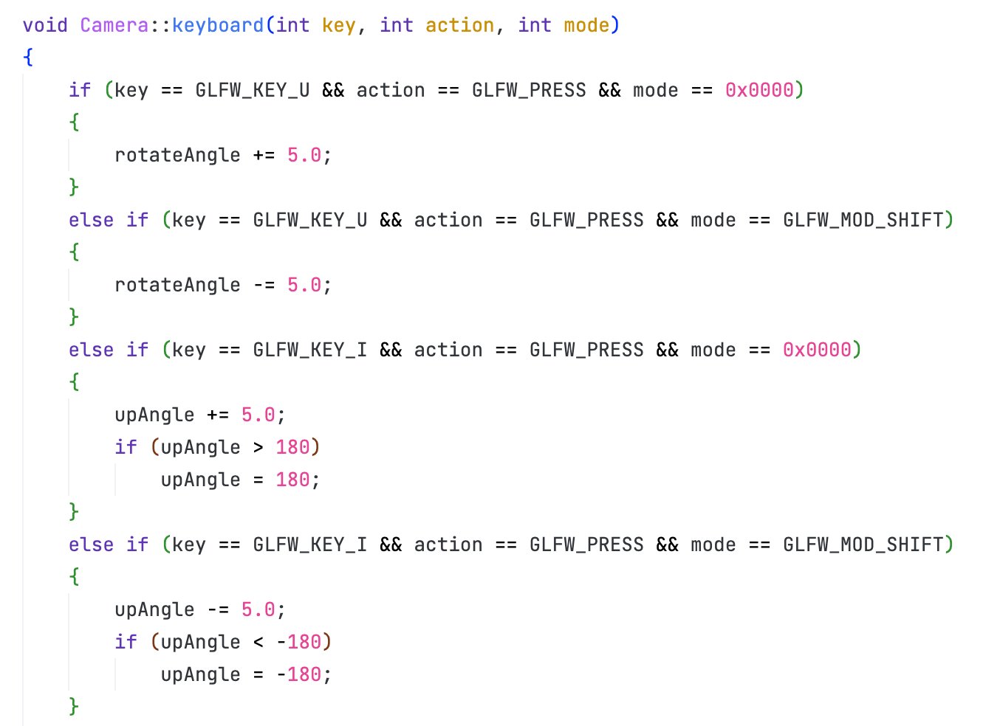 void Camera::keyboard(int key, int action, int mode)
{
    if (key == GLFW_KEY_U && action == GLFW_PRESS && mode == 0x0000)
    {
        rotateAngle += 5.0;
    }
    else if (key == GLFW_KEY_U && action == GLFW_PRESS && mode == GLFW_MOD_SHIFT)
    {
        rotateAngle -= 5.0;
    }
    else if (key == GLFW_KEY_I && action == GLFW_PRESS && mode == 0x0000)
    {
        upAngle += 5.0;
        if (upAngle > 180)
            upAngle = 180;
    }
    else if (key == GLFW_KEY_I && action == GLFW_PRESS && mode == GLFW_MOD_SHIFT)
    {
        upAngle -= 5.0;
        if (upAngle < -180)
            upAngle = -180;
    }